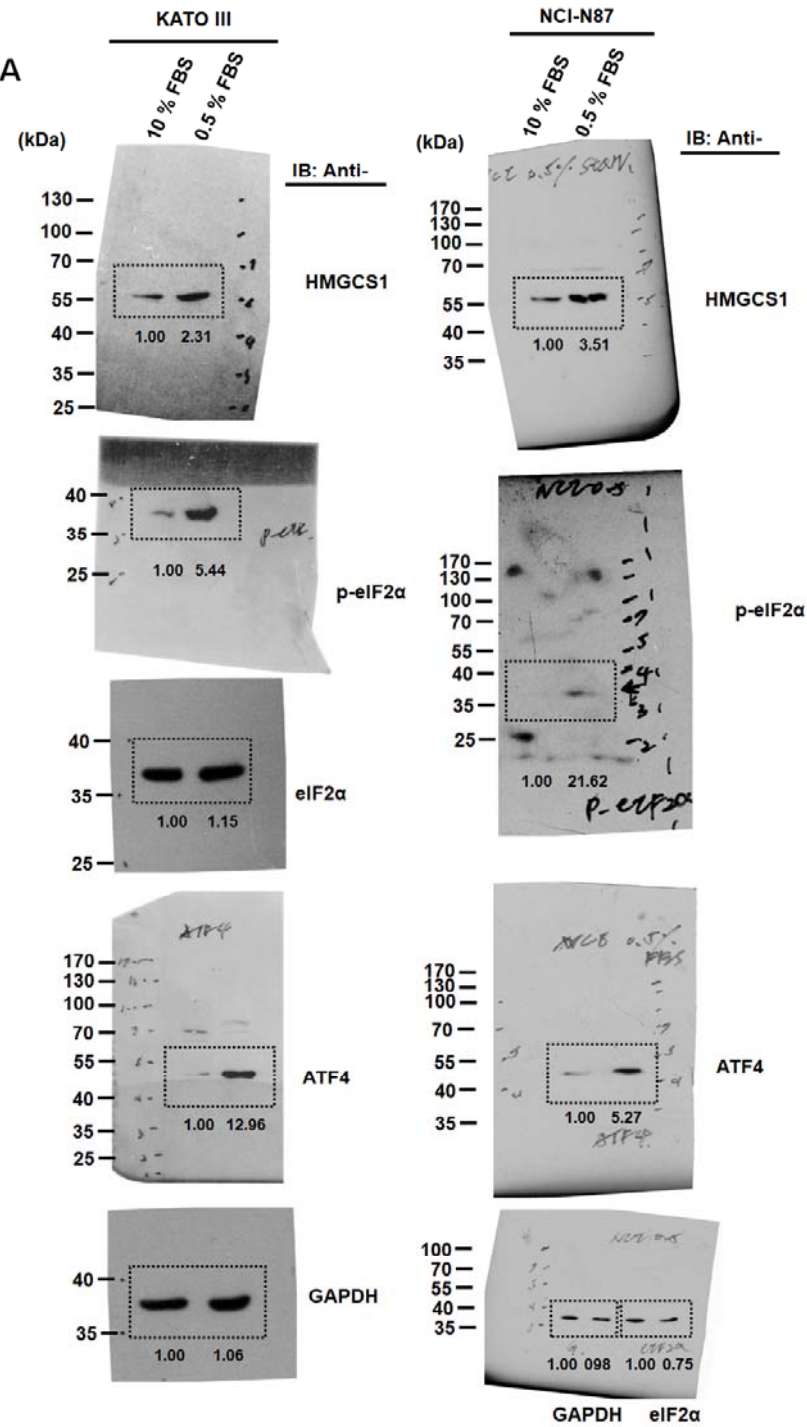 KATO III
NCI-N87
A
10 % FBS
0.5 % FBS
10 % FBS
0.5 % FBS
(kDa)
IB: Anti-
130
100
70
55
40
35
25
HMGCS1
1.00 2.31
40
35
25
1.00 5.44
p-eIF2α
40
35
25
1.00 1.15
eIF2α
ATF4
170
130
100
70
55
40
35
25
1.00 12.96
ATF4
40
35
1.00 1.06
GAPDH
(kDa)
IB: Anti-
170
130
100
70
55
40
35
HMGCS1
1.00 3.51
170
130
100
70
55
40
35
25
1.00 21.62
p-eIF2α
P-eIF2α
0.5%
FBS
170
130
100
70
55
40
35
1.00 5.27
ATF4
ATF4
100
70
55
40
35
eIF2α
1.00 098 1.00 0.75
GAPDH eIF2α